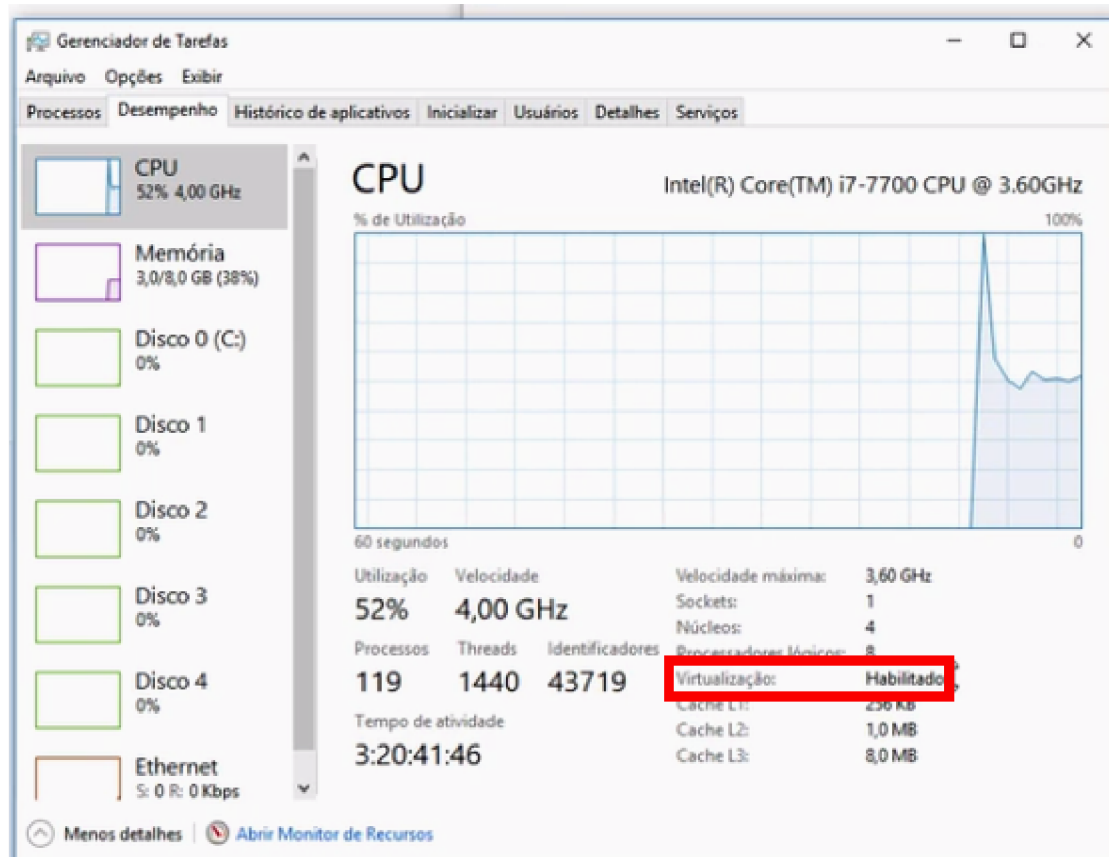 Gerenciador de Tarefas
Arquivo Opções Exibir
Processos Desempenho Histórico de aplicativos Inicializar Usuários Detalhes Serviços
CPU
52% 4,00 GHz
Memória
3,0/8,0 GB (38%)
Disco 0 (C:)
0%
Disco 1
0%
Disco 2
0%
Disco 3
0%
Disco 4
0%
Ethernet
S: 0 R: 0 Kbps
CPU
Intel(R) Core(TM) i7-7700 CPU @ 3.60GHz
% de Utilização 100%
60 segundos 0
Utilização Velocidade
52% 4,00 GHz
Processos Threads Identificadores
119 1440 43719
Tempo de atividade
3:20:41:46
Velocidade máxima: 3,60 GHz
Sockets: 1
Núcleos: 4
Processadores lógicos: 8
Virtualização: Habilitado
Cache L1: 256 KB
Cache L2: 1,0 MB
Cache L3: 8,0 MB
Menos detalhes Abrir Monitor de Recursos